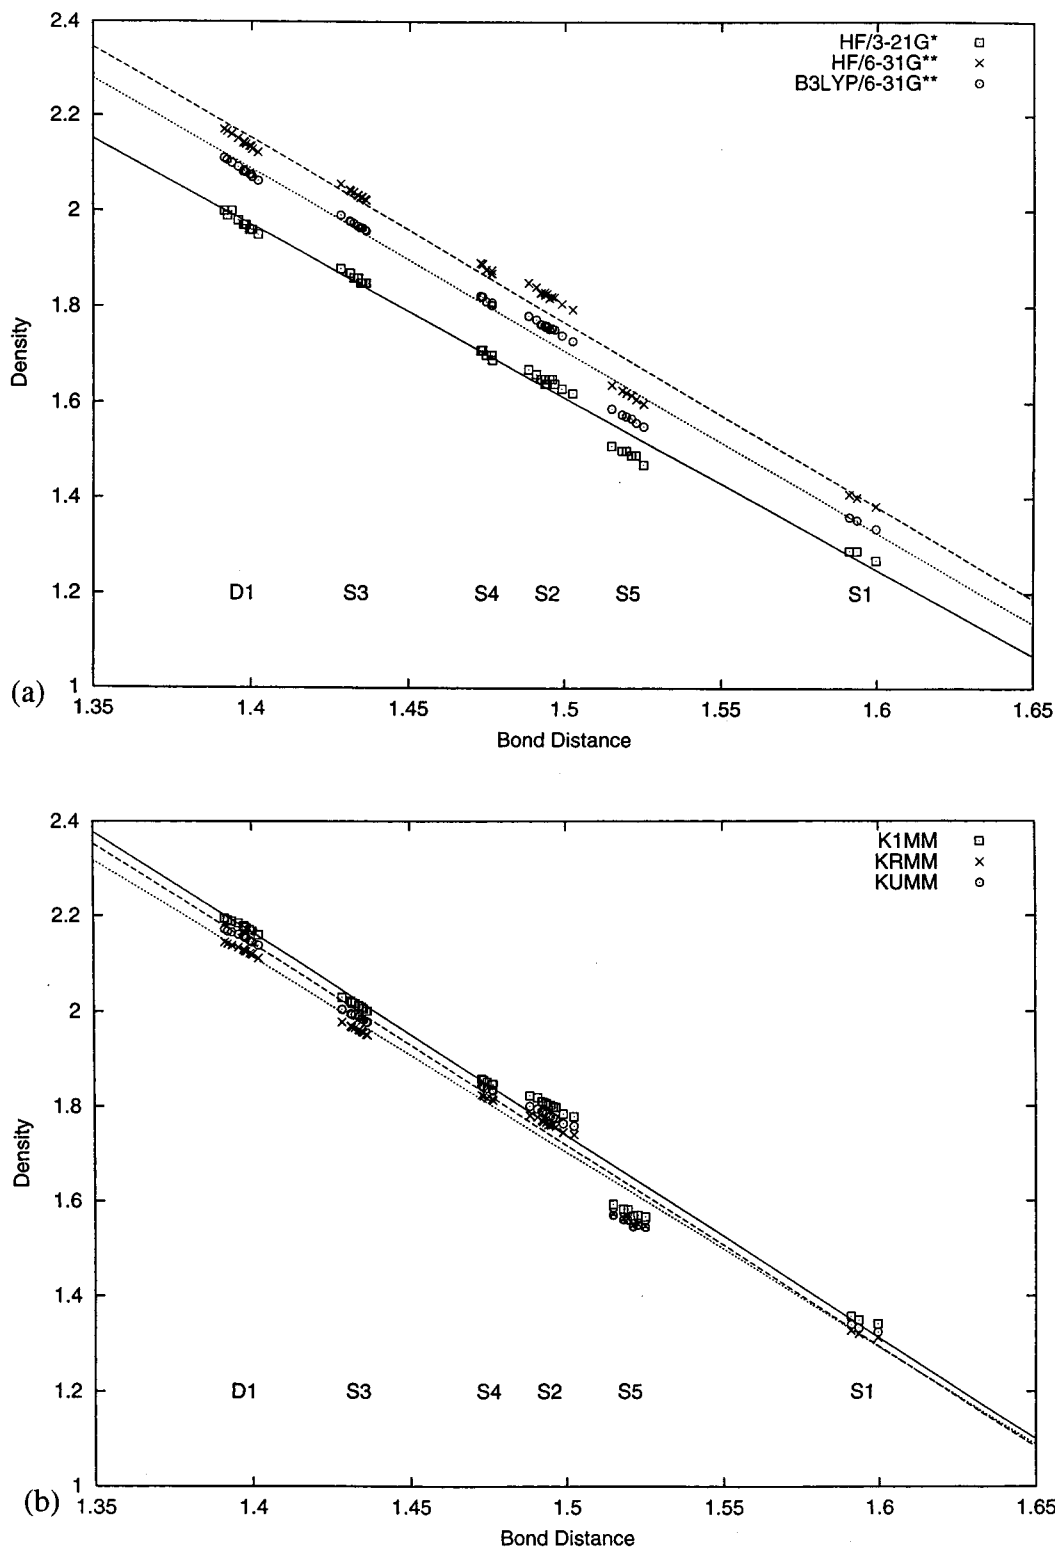 2.4
2.2
2
1.8
1.6
1.4
1.2
1
Density
HF/3-21G*
HF/6-31G**
B3LYP/6-31G**
D1 S3 S4 S2 S5 S1
(a)
1.35 1.4 1.45 1.5 1.55 1.6 1.65
Bond Distance
2.4
2.2
2
1.8
1.6
1.4
1.2
1
Density
K1MM
KRMM
KUMM
D1 S3 S4 S2 S5 S1
(b)
1.35 1.4 1.45 1.5 1.55 1.6 1.65
Bond Distance